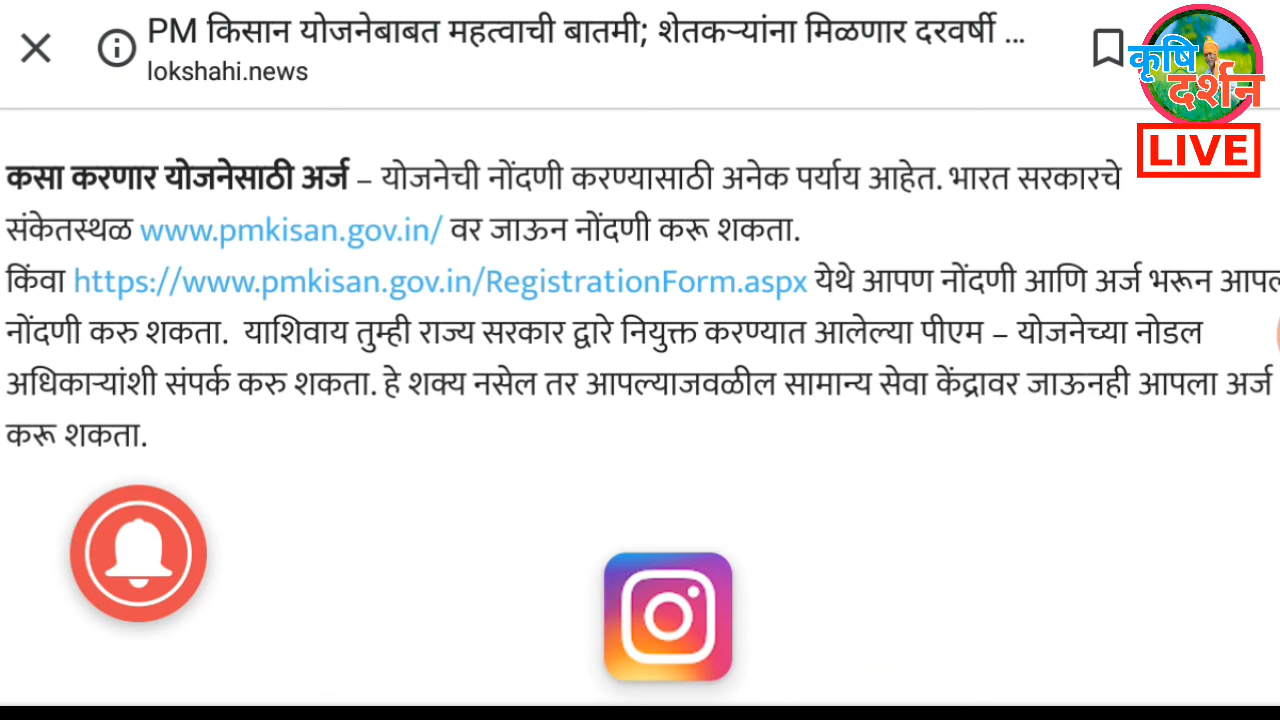 PM किसान योजनेबाबत महत्वाची बातमी; शेतकऱ्यांना मिळणार दरवर्षी ...
lokshahi.news
कृषि
दर्शन
LIVE
कसा करणार योजनेसाठी अर्ज – योजनेची नोंदणी करण्यासाठी अनेक पर्याय आहेत. भारत सरकारचे
संकेतस्थळ www.pmkisan.gov.in/ वर जाऊन नोंदणी करू शकता.
किंवा https://www.pmkisan.gov.in/RegistrationForm.aspx येथे आपण नोंदणी आणि अर्ज भरून
नोंदणी करु शकता. याशिवाय तुम्ही राज्य सरकार द्वारे नियुक्त करण्यात आलेल्या पीएम – योजनेच्या नोडल
अधिकाऱ्यांशी संपर्क करु शकता. हे शक्य नसेल तर आपल्याजवळील सामान्य सेवा केंद्रावर जाऊनही आपला अर्ज
करू शकता.